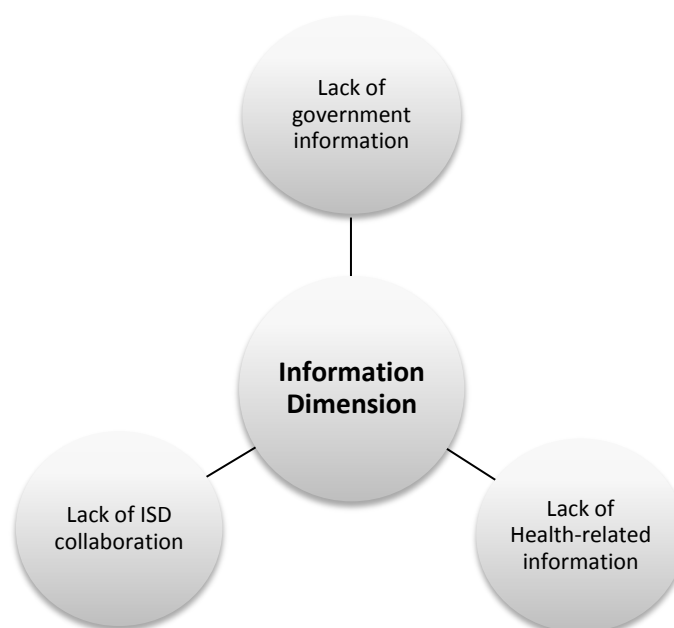 Lack of
government
information
Information
Dimension
Lack of ISD
collaboration
Lack of
Health-related
information